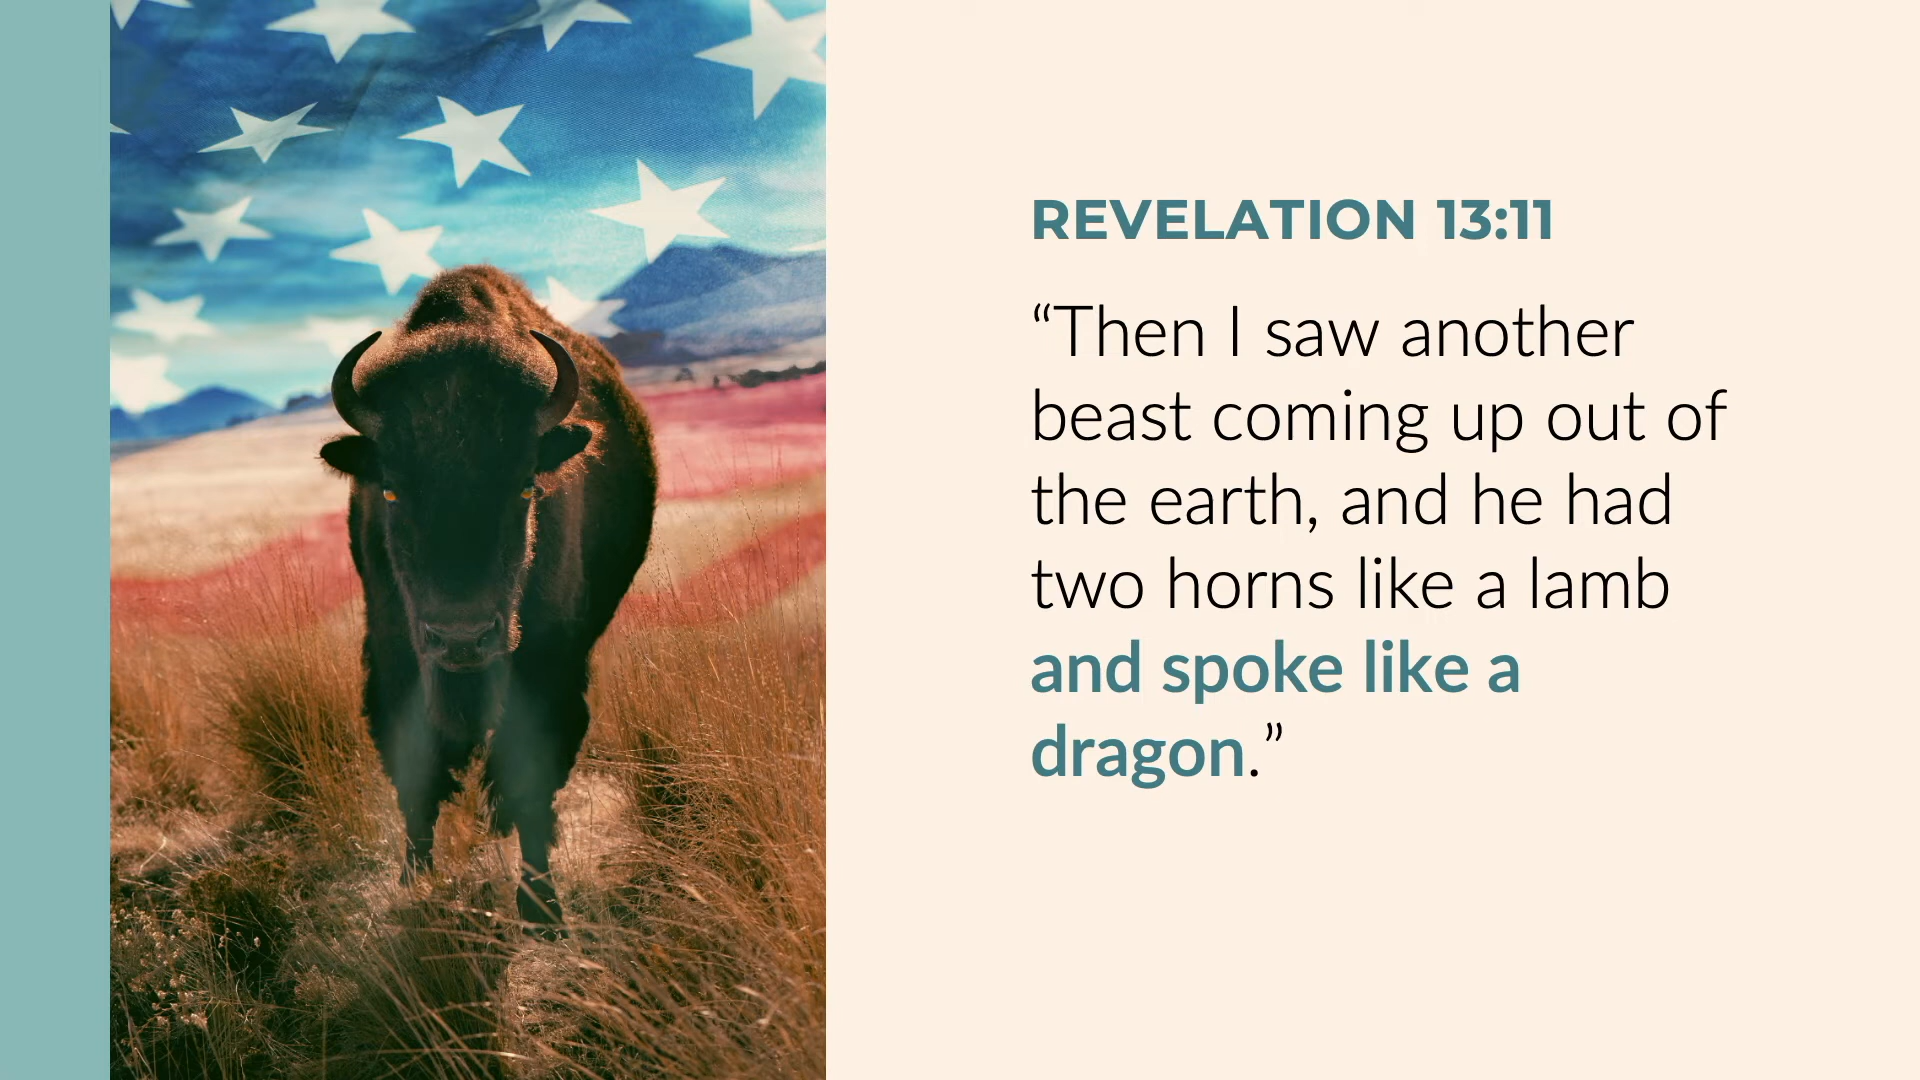 REVELATION 13:11
“Then I saw another
beast coming up out of
the earth, and he had
two horns like a lamb
and spoke like a
dragon.”